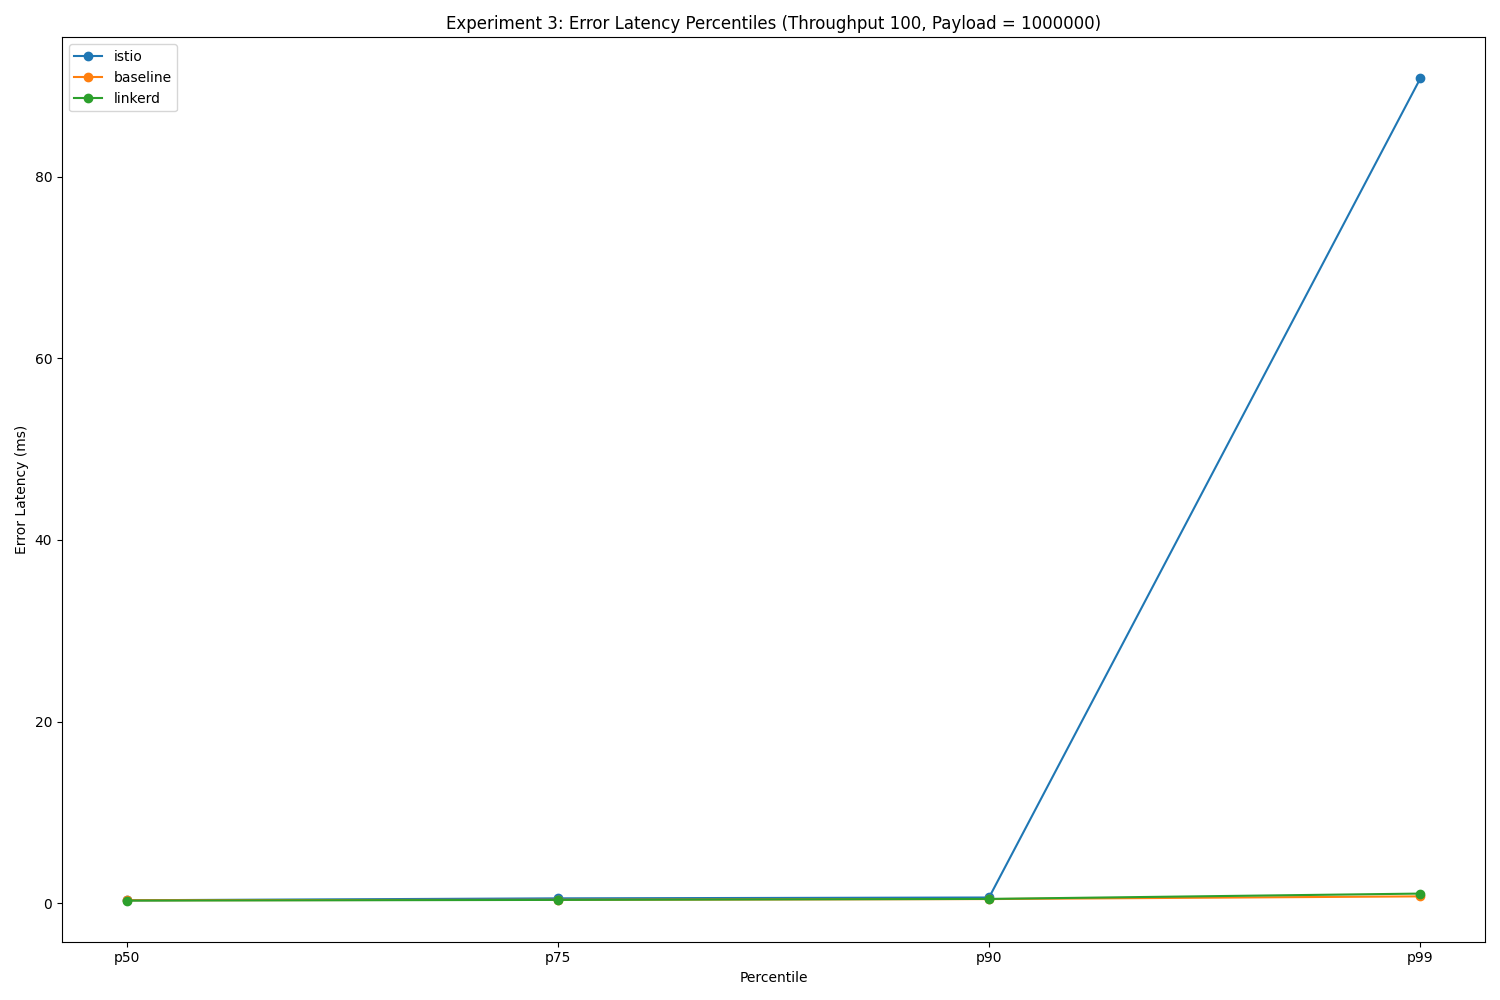 Experiment 3: Error Latency Percentiles (Throughput 100, Payload = 1000000)
istio
baseline
linkerd
Error Latency (ms)
80
60
40
20
0
p50
p75
p90
p99
Percentile